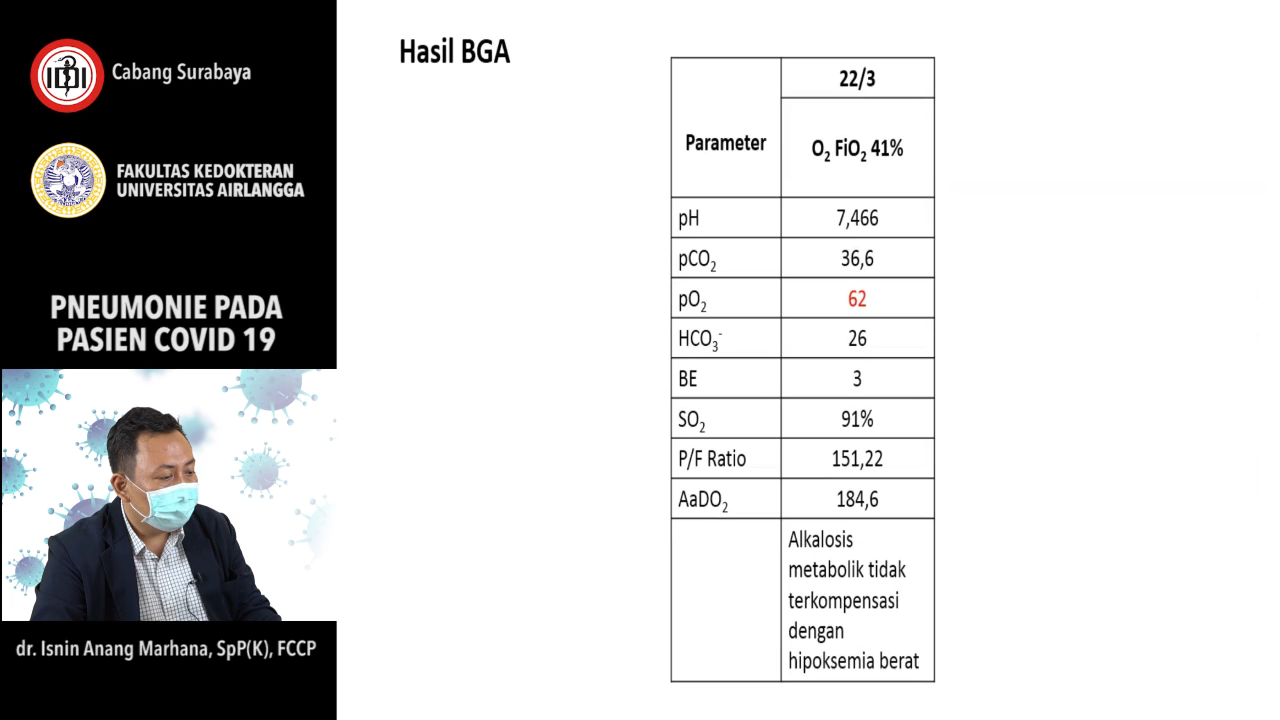 IDI
Cabang Surabaya
FAKULTAS KEDOKTERAN
UNIVERSITAS AIRLANGGA
PNEUMONIE PADA
PASIEN COVID 19
dr. Isnin Anang Marhana, SpP(K), FCCP
Hasil BGA
Parameter
22/3
O₂ FiO₂ 41%
pH 7,466
pCO₂ 36,6
pO₂ 62
HCO₃⁻ 26
BE 3
SO₂ 91%
P/F Ratio 151,22
AaDO₂ 184,6
Alkalosis
metabolik tidak
terkompensasi
dengan
hipoksemia berat